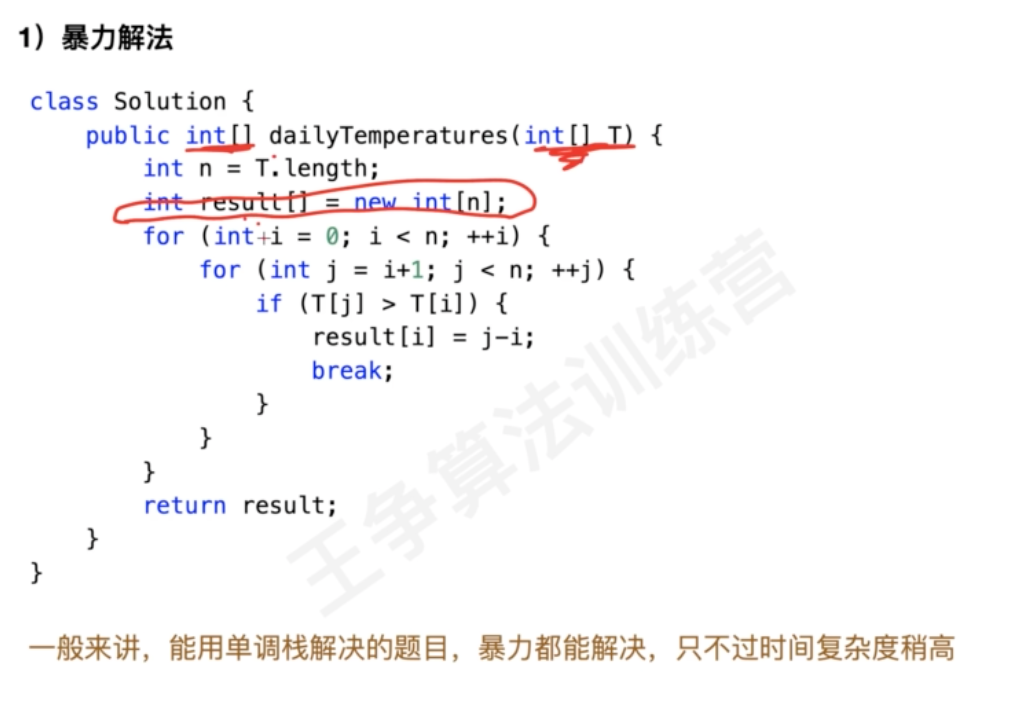 1）暴力解法
class Solution {
    public int[] dailyTemperatures(int[] T) {
        int n = T.length;
        int result[] = new int[n];
        for (int i = 0; i < n; ++i) {
            for (int j = i+1; j < n; ++j) {
                if (T[j] > T[i]) {
                    result[i] = j-i;
                    break;
                }
            }
        }
        return result;
    }
}
王争算法训练营
一般来讲，能用单调栈解决的题目，暴力都能解决，只不过时间复杂度稍高